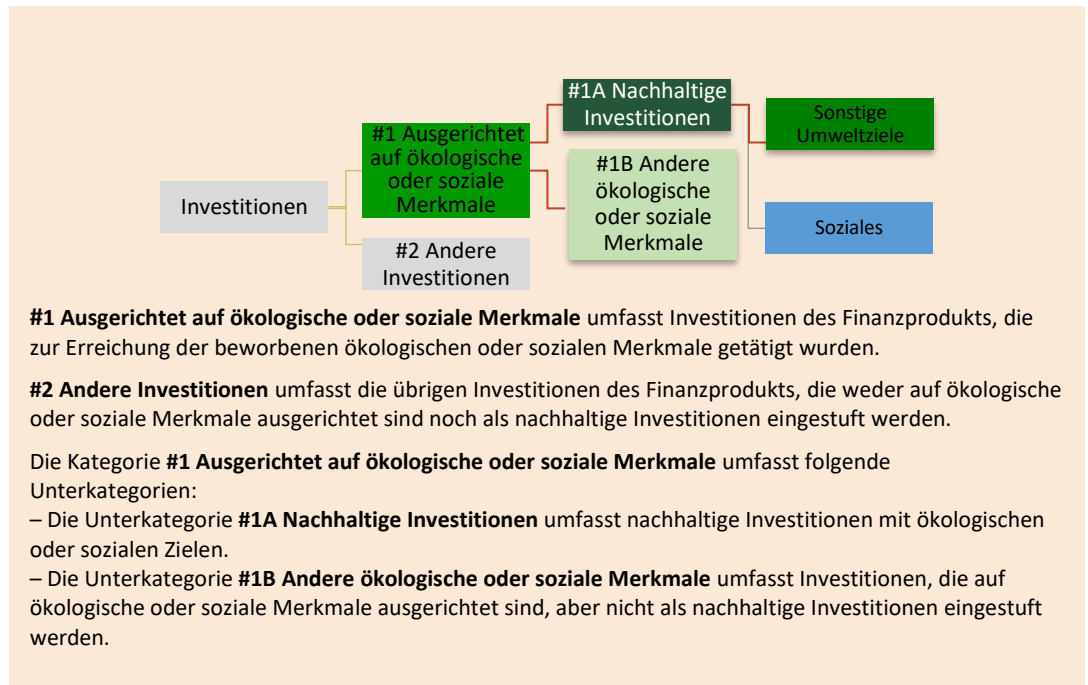 #1A Nachhaltige
Investitionen
Sonstige
Umweltziele
#1 Ausgerichtet
auf ökologische
oder soziale
Merkmale
#1B Andere
ökologische
oder soziale
Merkmale
Investitionen
Soziales
#2 Andere
Investitionen
#1 Ausgerichtet auf ökologische oder soziale Merkmale umfasst Investitionen des Finanzprodukts, die
zur Erreichung der beworbenen ökologischen oder sozialen Merkmale getätigt wurden.
#2 Andere Investitionen umfasst die übrigen Investitionen des Finanzprodukts, die weder auf ökologische
oder soziale Merkmale ausgerichtet sind noch als nachhaltige Investitionen eingestuft werden.
Die Kategorie #1 Ausgerichtet auf ökologische oder soziale Merkmale umfasst folgende
Unterkategorien:
– Die Unterkategorie #1A Nachhaltige Investitionen umfasst nachhaltige Investitionen mit ökologischen
oder sozialen Zielen.
– Die Unterkategorie #1B Andere ökologische oder soziale Merkmale umfasst Investitionen, die auf
ökologische oder soziale Merkmale ausgerichtet sind, aber nicht als nachhaltige Investitionen eingestuft
werden.